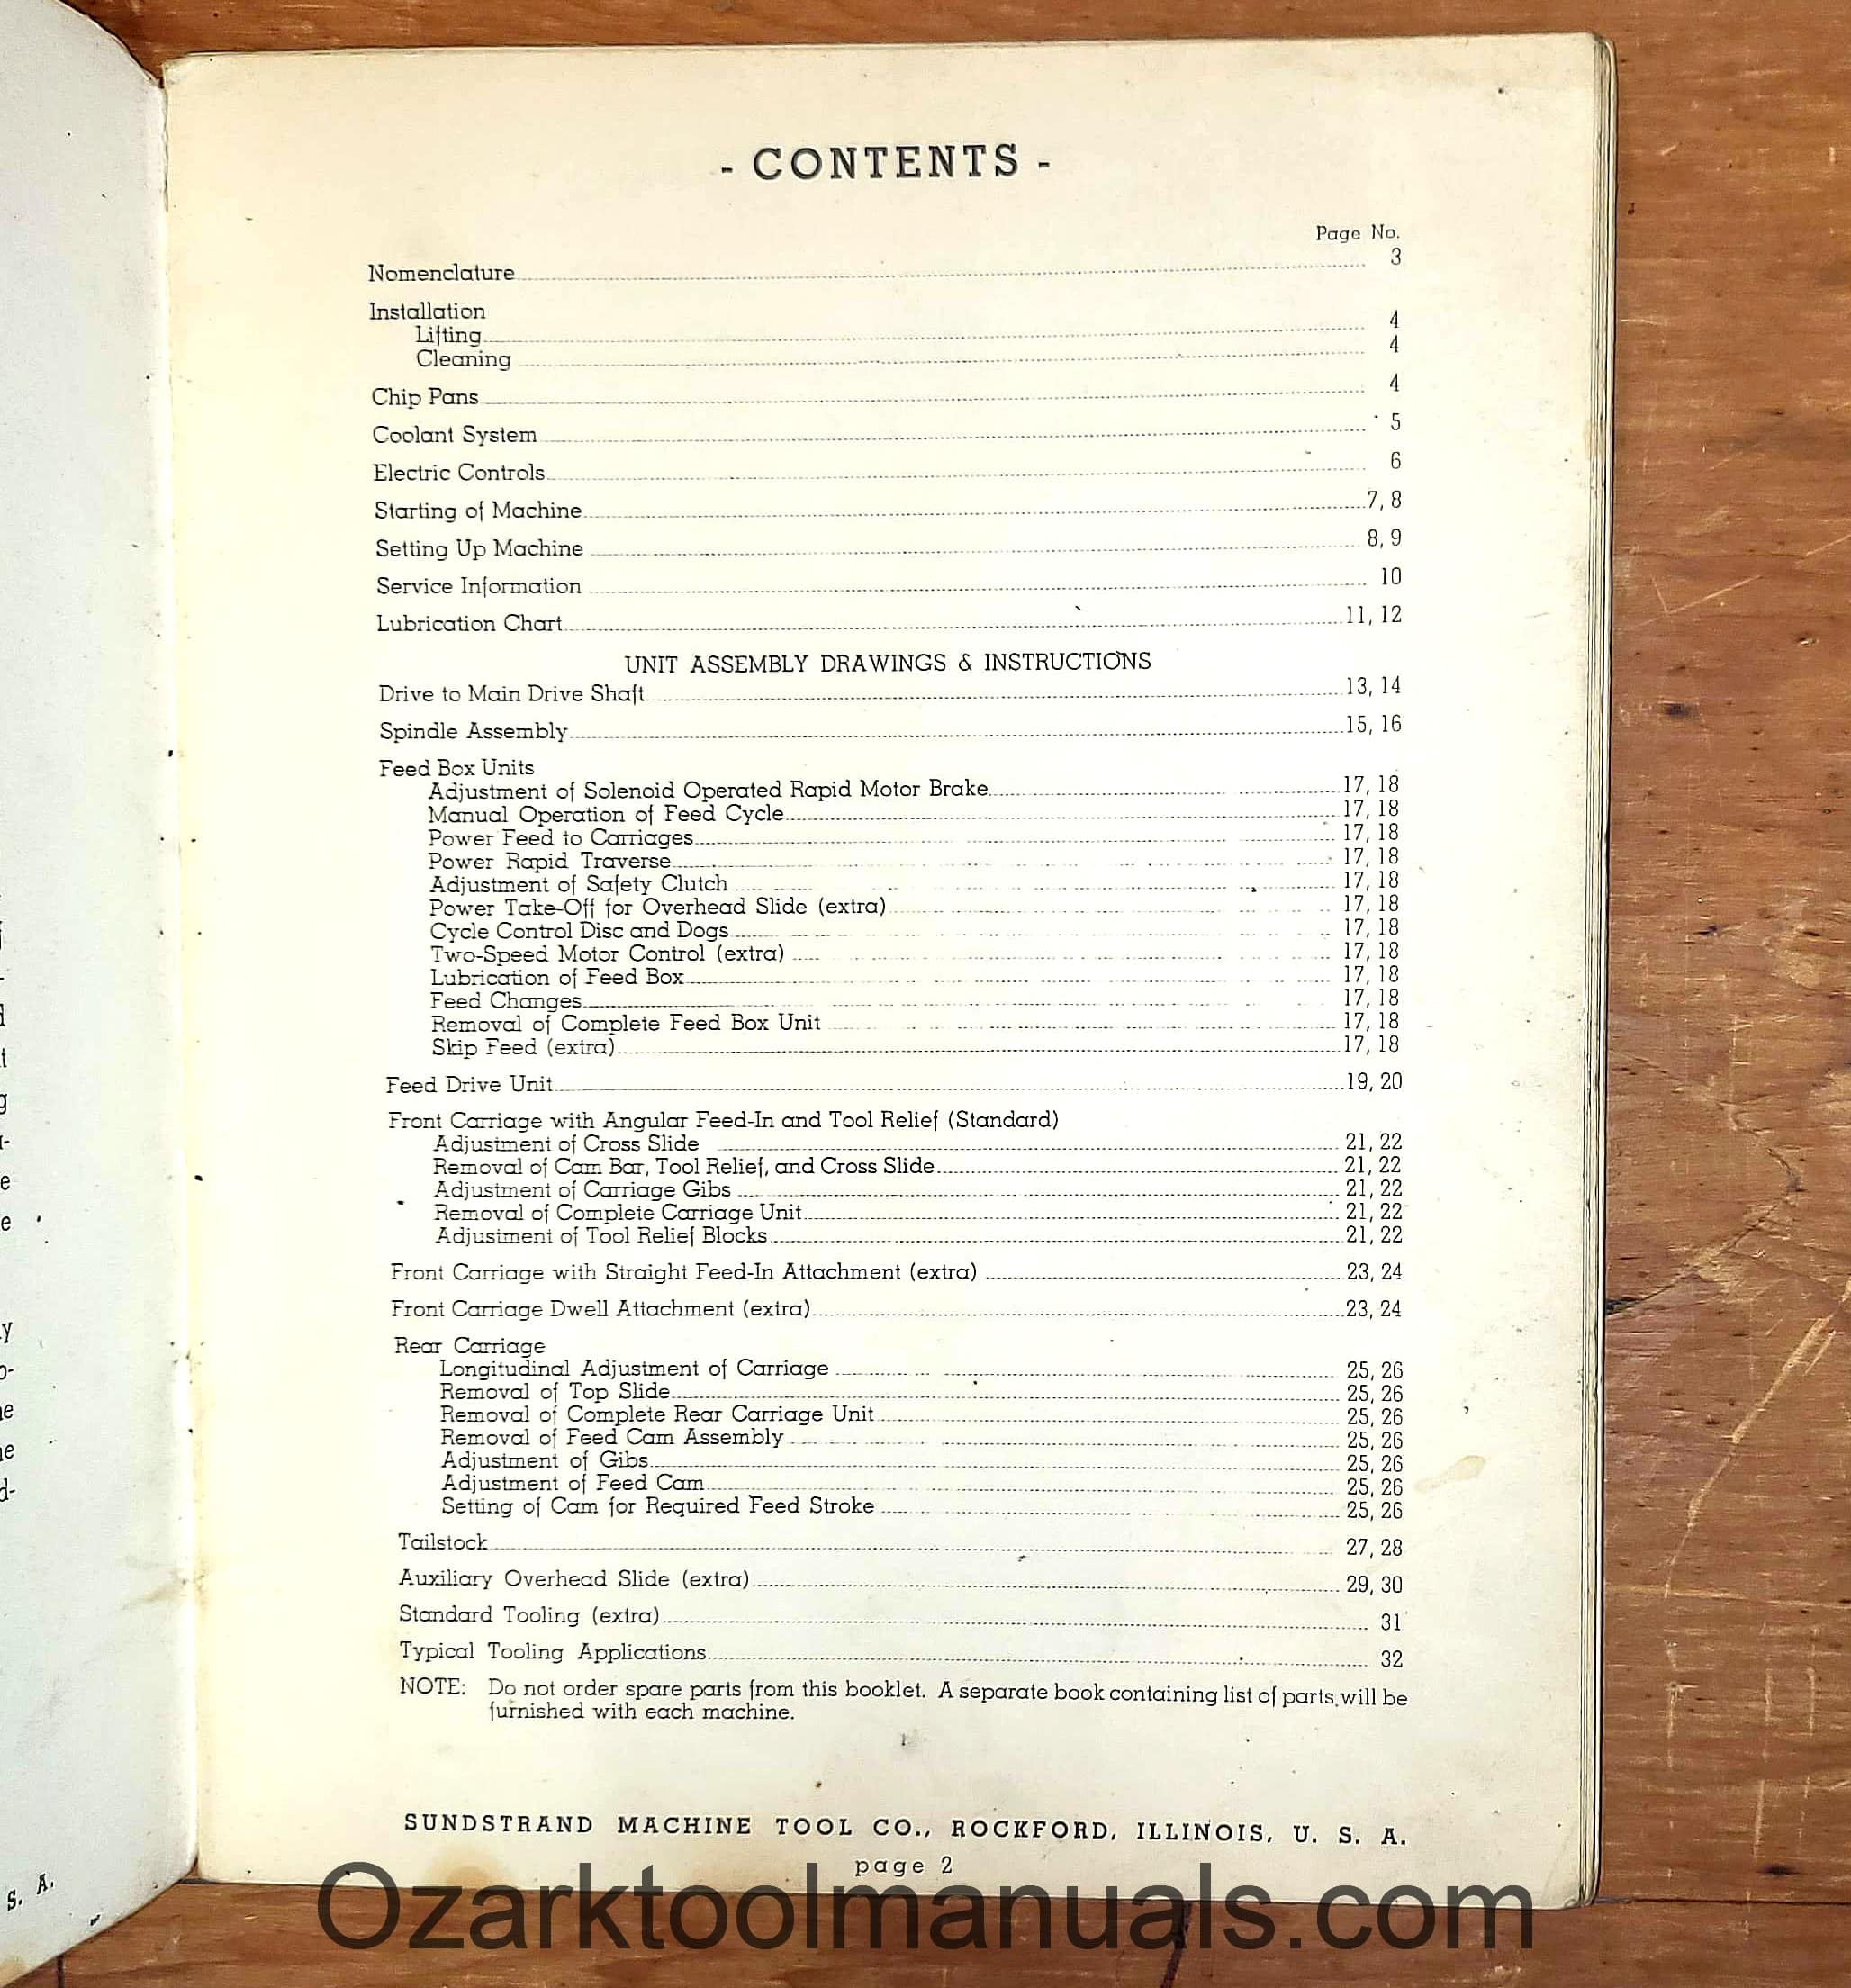 - CONTENTS -
Page No.
Nomenclature 3
Installation
Lifting 4
Cleaning 4
Chip Pans 4
Coolant System 5
Electric Controls 6
Starting of Machine 7, 8
Setting Up Machine 8, 9
Service Information 10
Lubrication Chart 11, 12
UNIT ASSEMBLY DRAWINGS & INSTRUCTIONS
Drive to Main Drive Shaft 13, 14
Spindle Assembly 15, 16
Feed Box Units
Adjustment of Solenoid Operated Rapid Motor Brake 17, 18
Manual Operation of Feed Cycle 17, 18
Power Feed to Carriages 17, 18
Power Rapid Traverse 17, 18
Adjustment of Safety Clutch 17, 18
Power Take-Off for Overhead Slide (extra) 17, 18
Cycle Control Disc and Dogs 17, 18
Two-Speed Motor Control (extra) 17, 18
Lubrication of Feed Box 17, 18
Feed Changes 17, 18
Removal of Complete Feed Box Unit 17, 18
Skip Feed (extra) 17, 18
Feed Drive Unit 19, 20
Front Carriage with Angular Feed-In and Tool Relief (Standard)
Adjustment of Cross Slide 21, 22
Removal of Cam Bar, Tool Relief, and Cross Slide 21, 22
Adjustment of Carriage Gibs 21, 22
Removal of Complete Carriage Unit 21, 22
Adjustment of Tool Relief Blocks 21, 22
Front Carriage with Straight Feed-In Attachment (extra) 23, 24
Front Carriage Dwell Attachment (extra) 23, 24
Rear Carriage
Longitudinal Adjustment of Carriage 25, 26
Removal of Top Slide 25, 26
Removal of Complete Rear Carriage Unit 25, 26
Removal of Feed Cam Assembly 25, 26
Adjustment of Gibs 25, 26
Adjustment of Feed Cam 25, 26
Setting of Cam for Required Feed Stroke 25, 26
Tailstock 27, 28
Auxiliary Overhead Slide (extra) 29, 30
Standard Tooling (extra) 31
Typical Tooling Applications 32
NOTE: Do not order spare parts from this booklet. A separate book containing list of parts will be
furnished with each machine.
SUNDSTRAND MACHINE TOOL CO., ROCKFORD, ILLINOIS, U. S. A.
page 2
S. A.
Ozarktoolmanuals.com